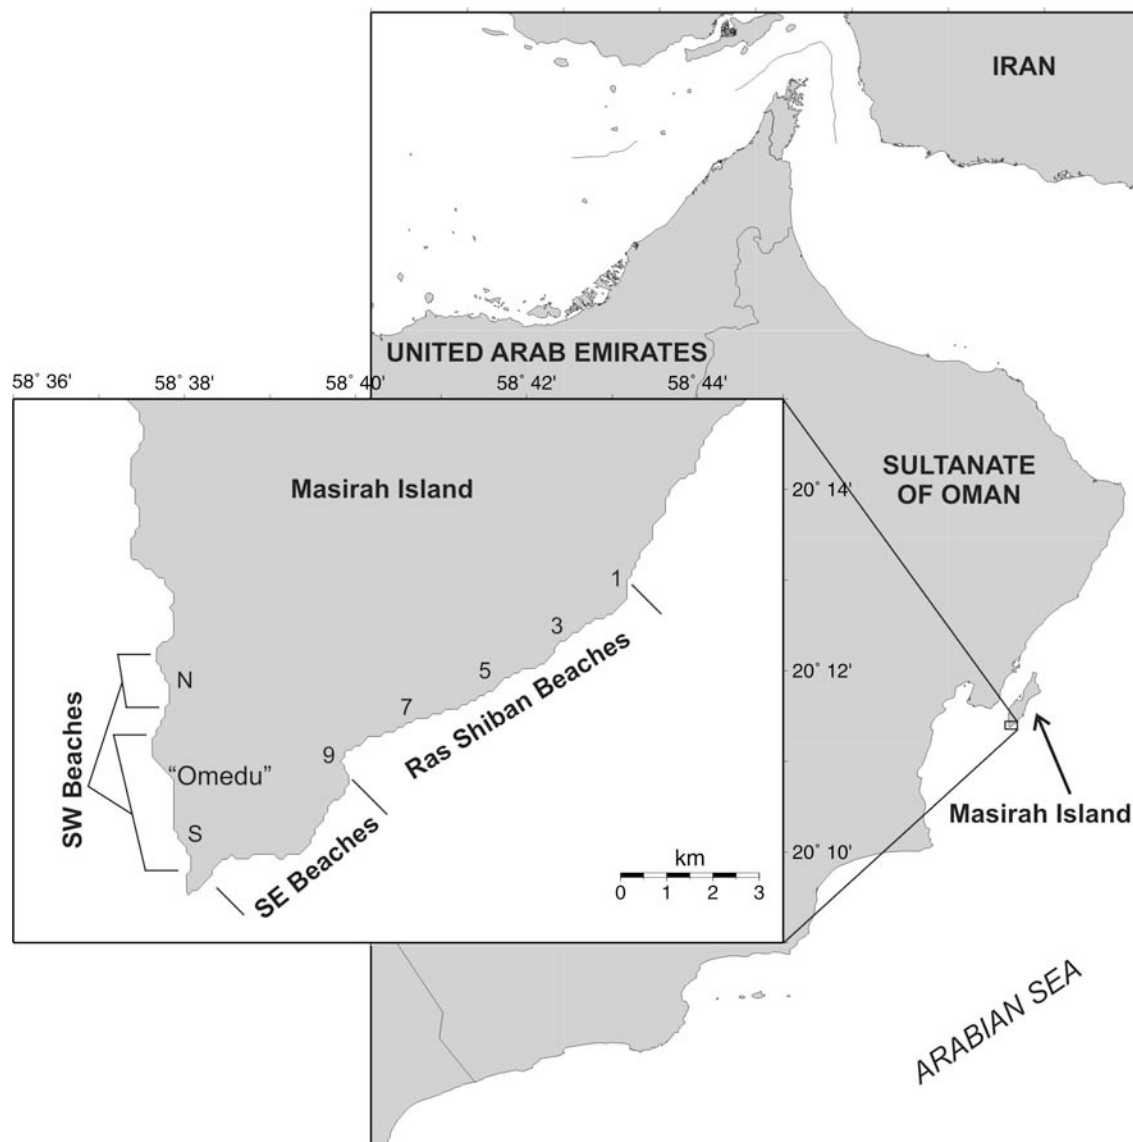 IRAN
UNITED ARAB EMIRATES
58° 36'
58° 38'
58° 40'
58° 42'
58° 44'
SULTANATE
OF OMAN
Masirah Island
20° 14'
1
3
Ras Shiban Beaches
5
20° 12'
N
7
SW Beaches
9
"Omedu"
Masirah Island
S
SE Beaches
20° 10'
km
0 1 2 3
ARABIAN SEA